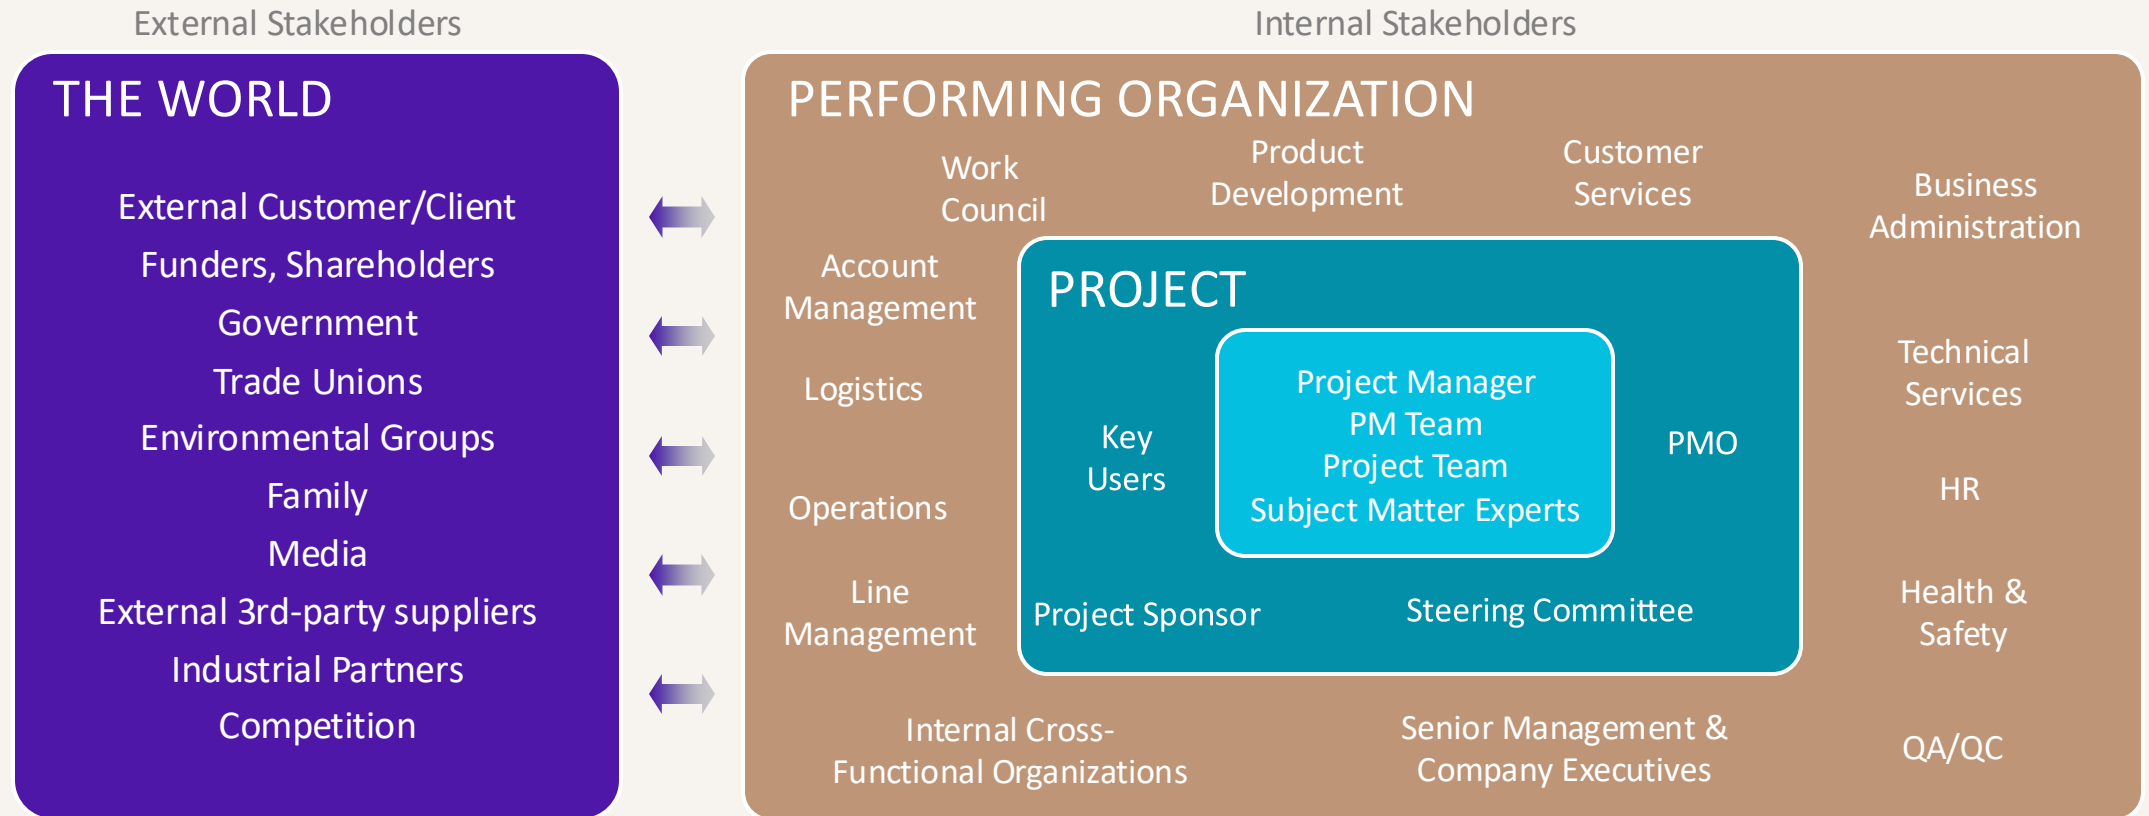 External Stakeholders
THE WORLD
External Customer/Client
Funders, Shareholders
Government
Trade Unions
Environmental Groups
Family
Media
External 3rd-party suppliers
Industrial Partners
Competition
Internal Stakeholders
PERFORMING ORGANIZATION
Work
Council
Product
Development
Customer
Services
Business
Administration
Account
Management
Logistics
Operations
Line
Management
PROJECT
Key
Users
Project Manager
PM Team
Project Team
Subject Matter Experts
PMO
Project Sponsor
Steering Committee
Technical
Services
HR
Health &
Safety
Internal Cross-
Functional Organizations
Senior Management &
Company Executives
QA/QC